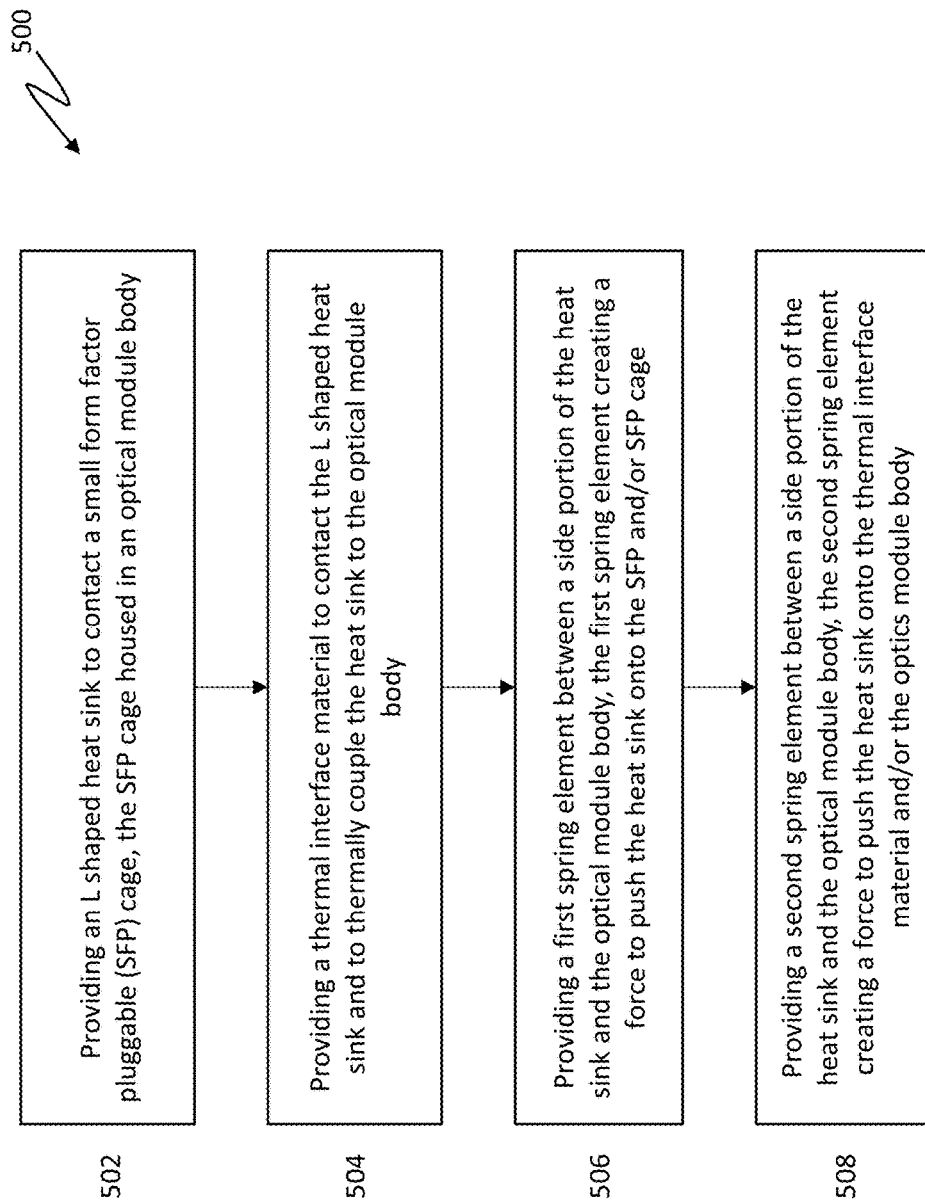 500
502
Providing an L shaped heat sink to contact a small form factor
pluggable (SFP) cage, the SFP cage housed in an optical module body
504
Providing a thermal interface material to contact the L shaped heat
sink and to thermally couple the heat sink to the optical module
body
506
Providing a first spring element between a side portion of the heat
sink and the optical module body, the first spring element creating a
force to push the heat sink onto the SFP and/or SFP cage
508
Providing a second spring element between a side portion of the
heat sink and the optical module body, the second spring element
creating a force to push the heat sink onto the thermal interface
material and/or the optics module body